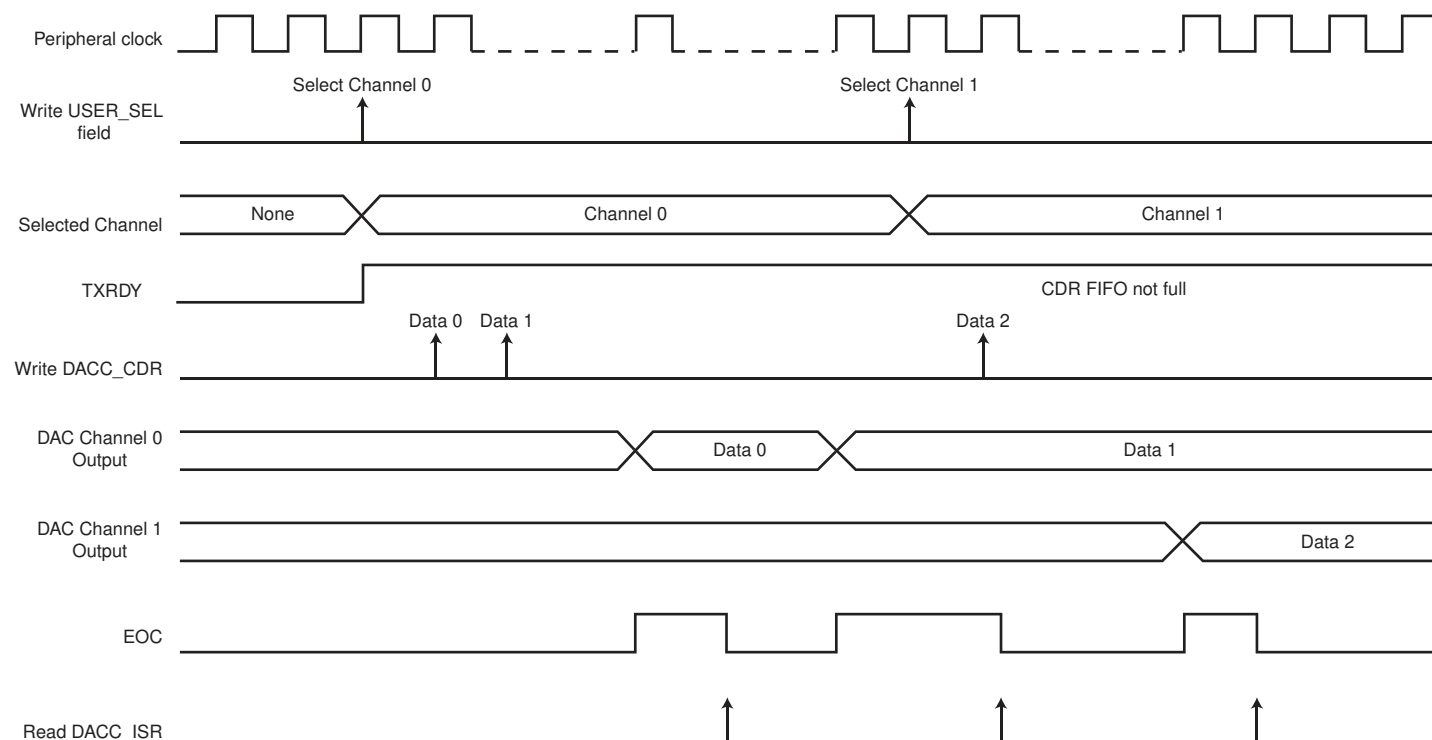 Peripheral clock
Select Channel 0
Select Channel 1
Write USER_SEL
field
Selected Channel
None
Channel 0
Channel 1
TXRDY
CDR FIFO not full
Data 0
Data 1
Data 2
Write DACC_CDR
DAC Channel 0
Output
Data 0
Data 1
DAC Channel 1
Output
Data 2
EOC
Read DACC_ISR